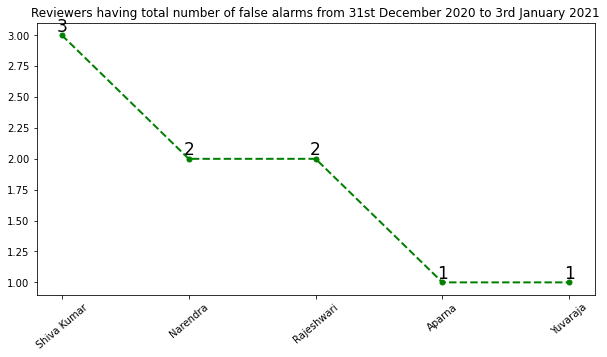 Reviewers having total number of false alarms from 31st December 2020 to 3rd January 2021
3.00
2.75
2.50
2.25
2.00
1.75
1.50
1.25
1.00
3
2
2
1
1
Shiva Kumar
Narendra
Rajeshwari
Aparna
Yuvaraja